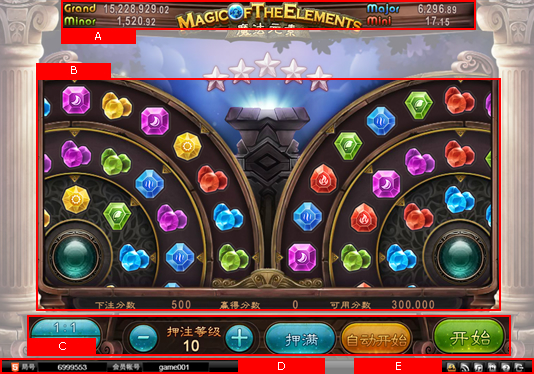 Grand 15,228,929.02
Minor 1,520.92
MAGIC OF THE ELEMENTS
魔法元素
Major 6,296.89
Mini 17.15
A
B
下注分数 500 赢得分数 0 可用分数 300,000
1:1
押注等级
10
押满
自动开始
开始
C
D
E
局号 6999553 会员帐号 game001